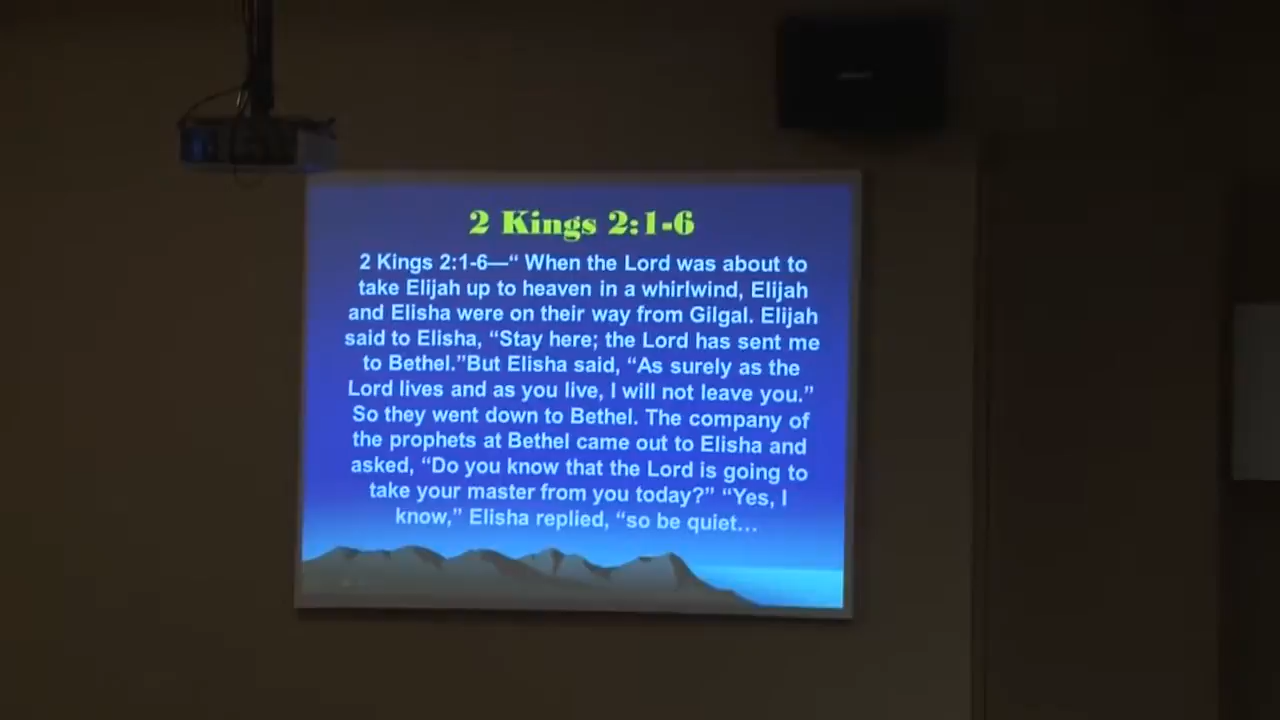 2 Kings 2:1-6
2 Kings 2:1-6—“ When the Lord was about to
take Elijah up to heaven in a whirlwind, Elijah
and Elisha were on their way from Gilgal. Elijah
said to Elisha, “Stay here; the Lord has sent me
to Bethel.”But Elisha said, “As surely as the
Lord lives and as you live, I will not leave you.”
So they went down to Bethel. The company of
the prophets at Bethel came out to Elisha and
asked, “Do you know that the Lord is going to
take your master from you today?” “Yes, I
know,” Elisha replied, “so be quiet...